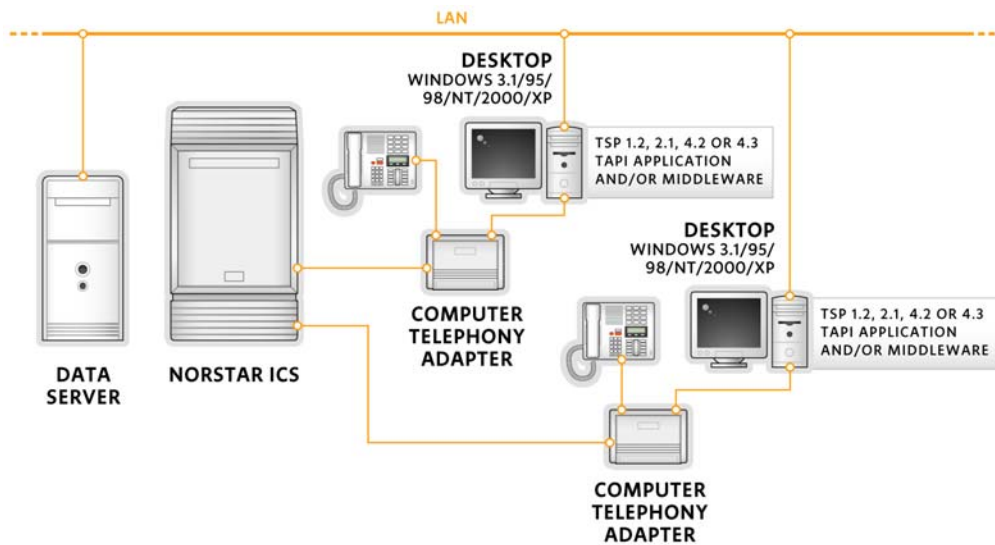 LAN
DESKTOP
WINDOWS 3.1/95/
98/NT/2000/XP
TSP 1.2, 2.1, 4.2 OR 4.3
TAPI APPLICATION
AND/OR MIDDLEWARE
DESKTOP
WINDOWS 3.1/95/
98/NT/2000/XP
TSP 1.2, 2.1, 4.2 OR 4.3
TAPI APPLICATION
AND/OR MIDDLEWARE
COMPUTER
TELEPHONY
ADAPTER
DATA
SERVER
NORSTAR ICS
COMPUTER
TELEPHONY
ADAPTER